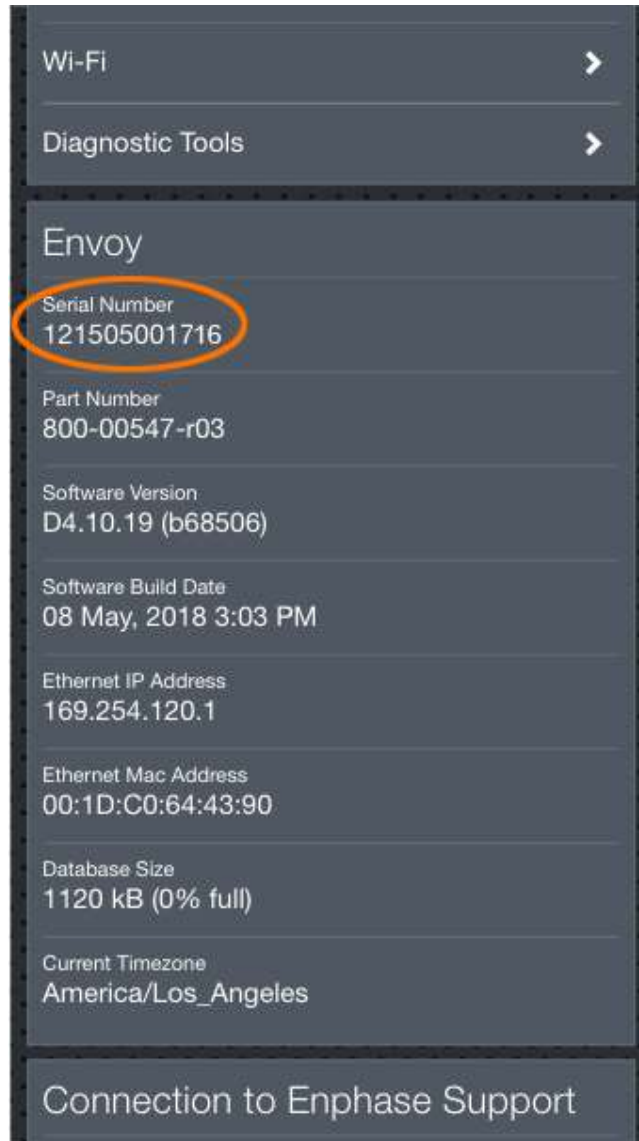 Wi-Fi
Diagnostic Tools
Envoy
Serial Number
121505001716
Part Number
800-00547-r03
Software Version
D4.10.19 (b68506)
Software Build Date
08 May, 2018 3:03 PM
Ethernet IP Address
169.254.120.1
Ethernet Mac Address
00:1D:C0:64:43:90
Database Size
1120 kB (0% full)
Current Timezone
America/Los_Angeles
Connection to Enphase Support